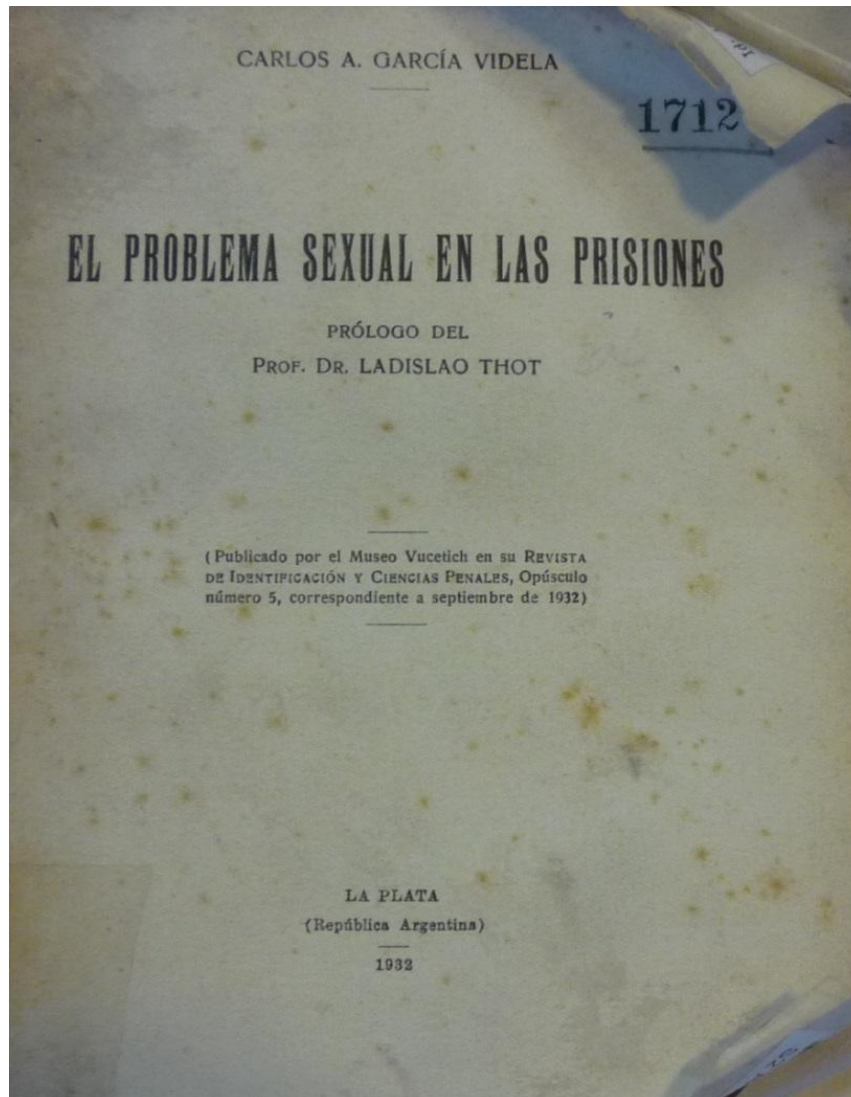 CARLOS A. GARCÍA VIDELA
1712
EL PROBLEMA SEXUAL EN LAS PRISIONES
PRÓLOGO DEL
PROF. DR. LADISLAO THOT
(Publicado por el Museo Vucetich en su REVISTA
DE IDENTIFICACIÓN Y CIENCIAS PENALES, Opúsculo
número 5, correspondiente a septiembre de 1932)
LA PLATA
(República Argentina)
1932